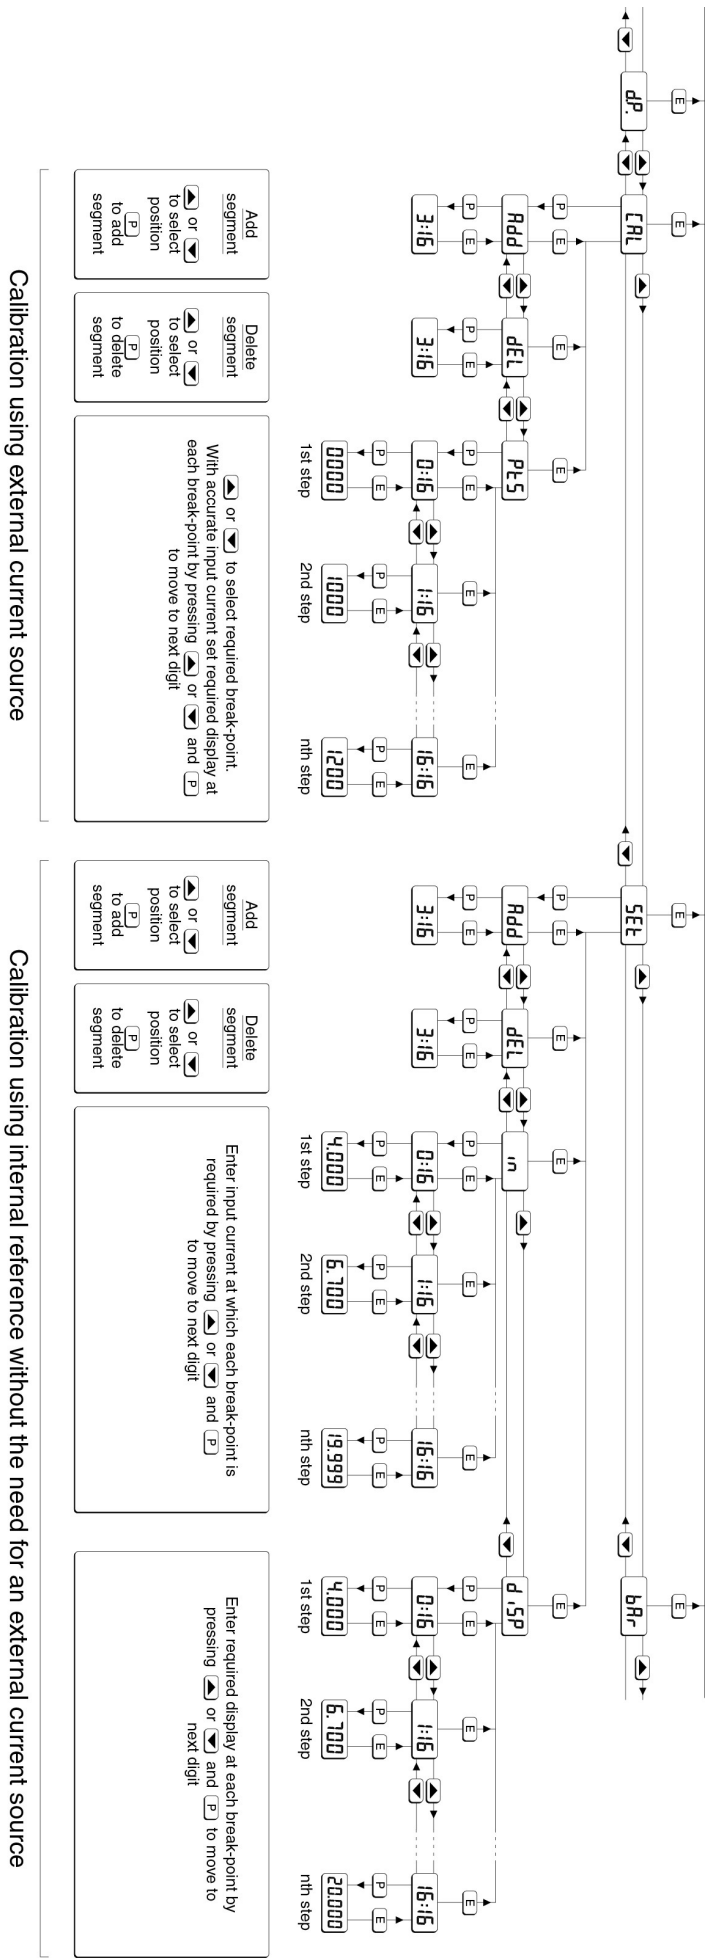 E E E E
d.P. CAL SEt bAr
P E E E P E E E E
Add dEL PtS Add dEL in d iSP
P E P E P E E E P E P E P E E E P E E E
3:16 3:16 0:16 1:16 16:16 3:16 3:16 0:16 1:16 16:16 0:16 1:16 16:16
P E P E P E P E P E P E P E P E P E
0000 1000 1200 4.000 6.700 19.999 4.000 6.700 20.000
1st step 2nd step nth step 1st step 2nd step nth step 1st step 2nd step nth step
Add
segment
▲ or ▼
to select
position
P
to add
segment
Delete
segment
▲ or ▼
to select
position
P
to delete
segment
▲ or ▼ to select required break-point.
With accurate input current set required display at
each break-point by pressing ▲ or ▼ and P
to move to next digit
Calibration using external current source
Add
segment
▲ or ▼
to select
position
P
to add
segment
Delete
segment
▲ or ▼
to select
position
P
to delete
segment
Enter input current at which each break-point is
required by pressing ▲ or ▼ and P
to move to next digit
Enter required display at each break-point by
pressing ▲ or ▼ and P to move to
next digit
Calibration using internal reference without the need for an external current source